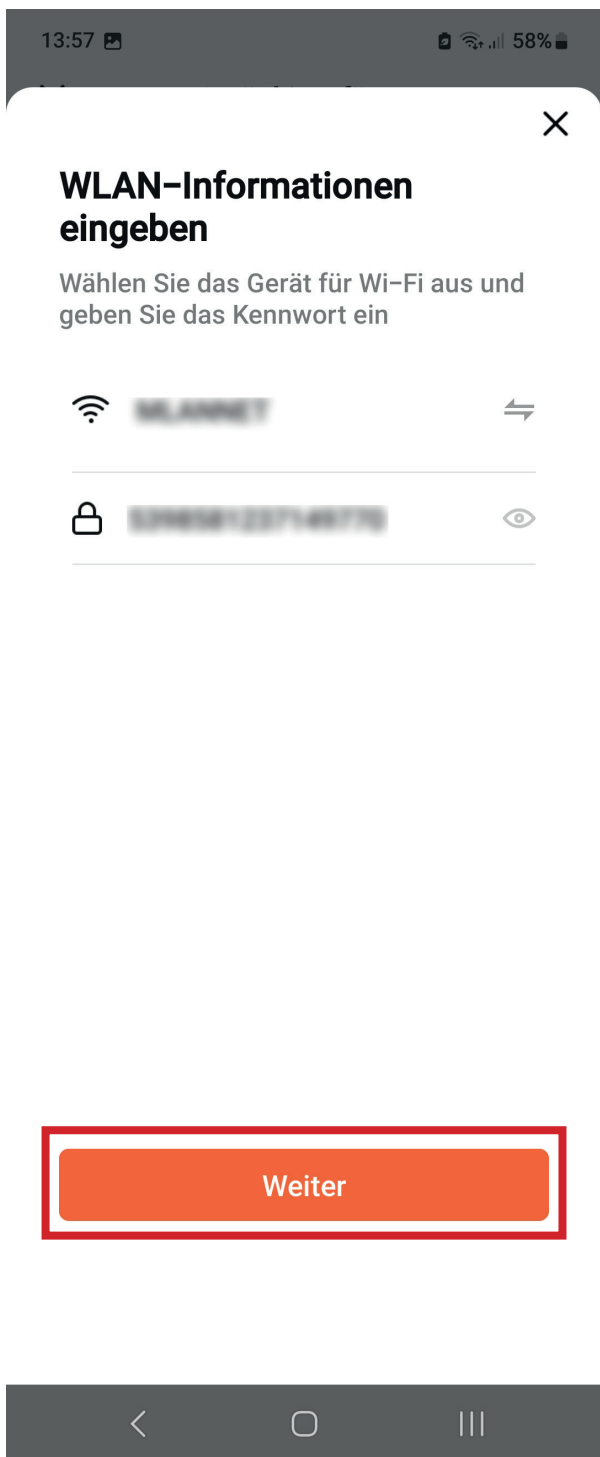 13:57
58%
WLAN-Informationen
eingeben
Wählen Sie das Gerät für Wi-Fi aus und
geben Sie das Kennwort ein
Weiter